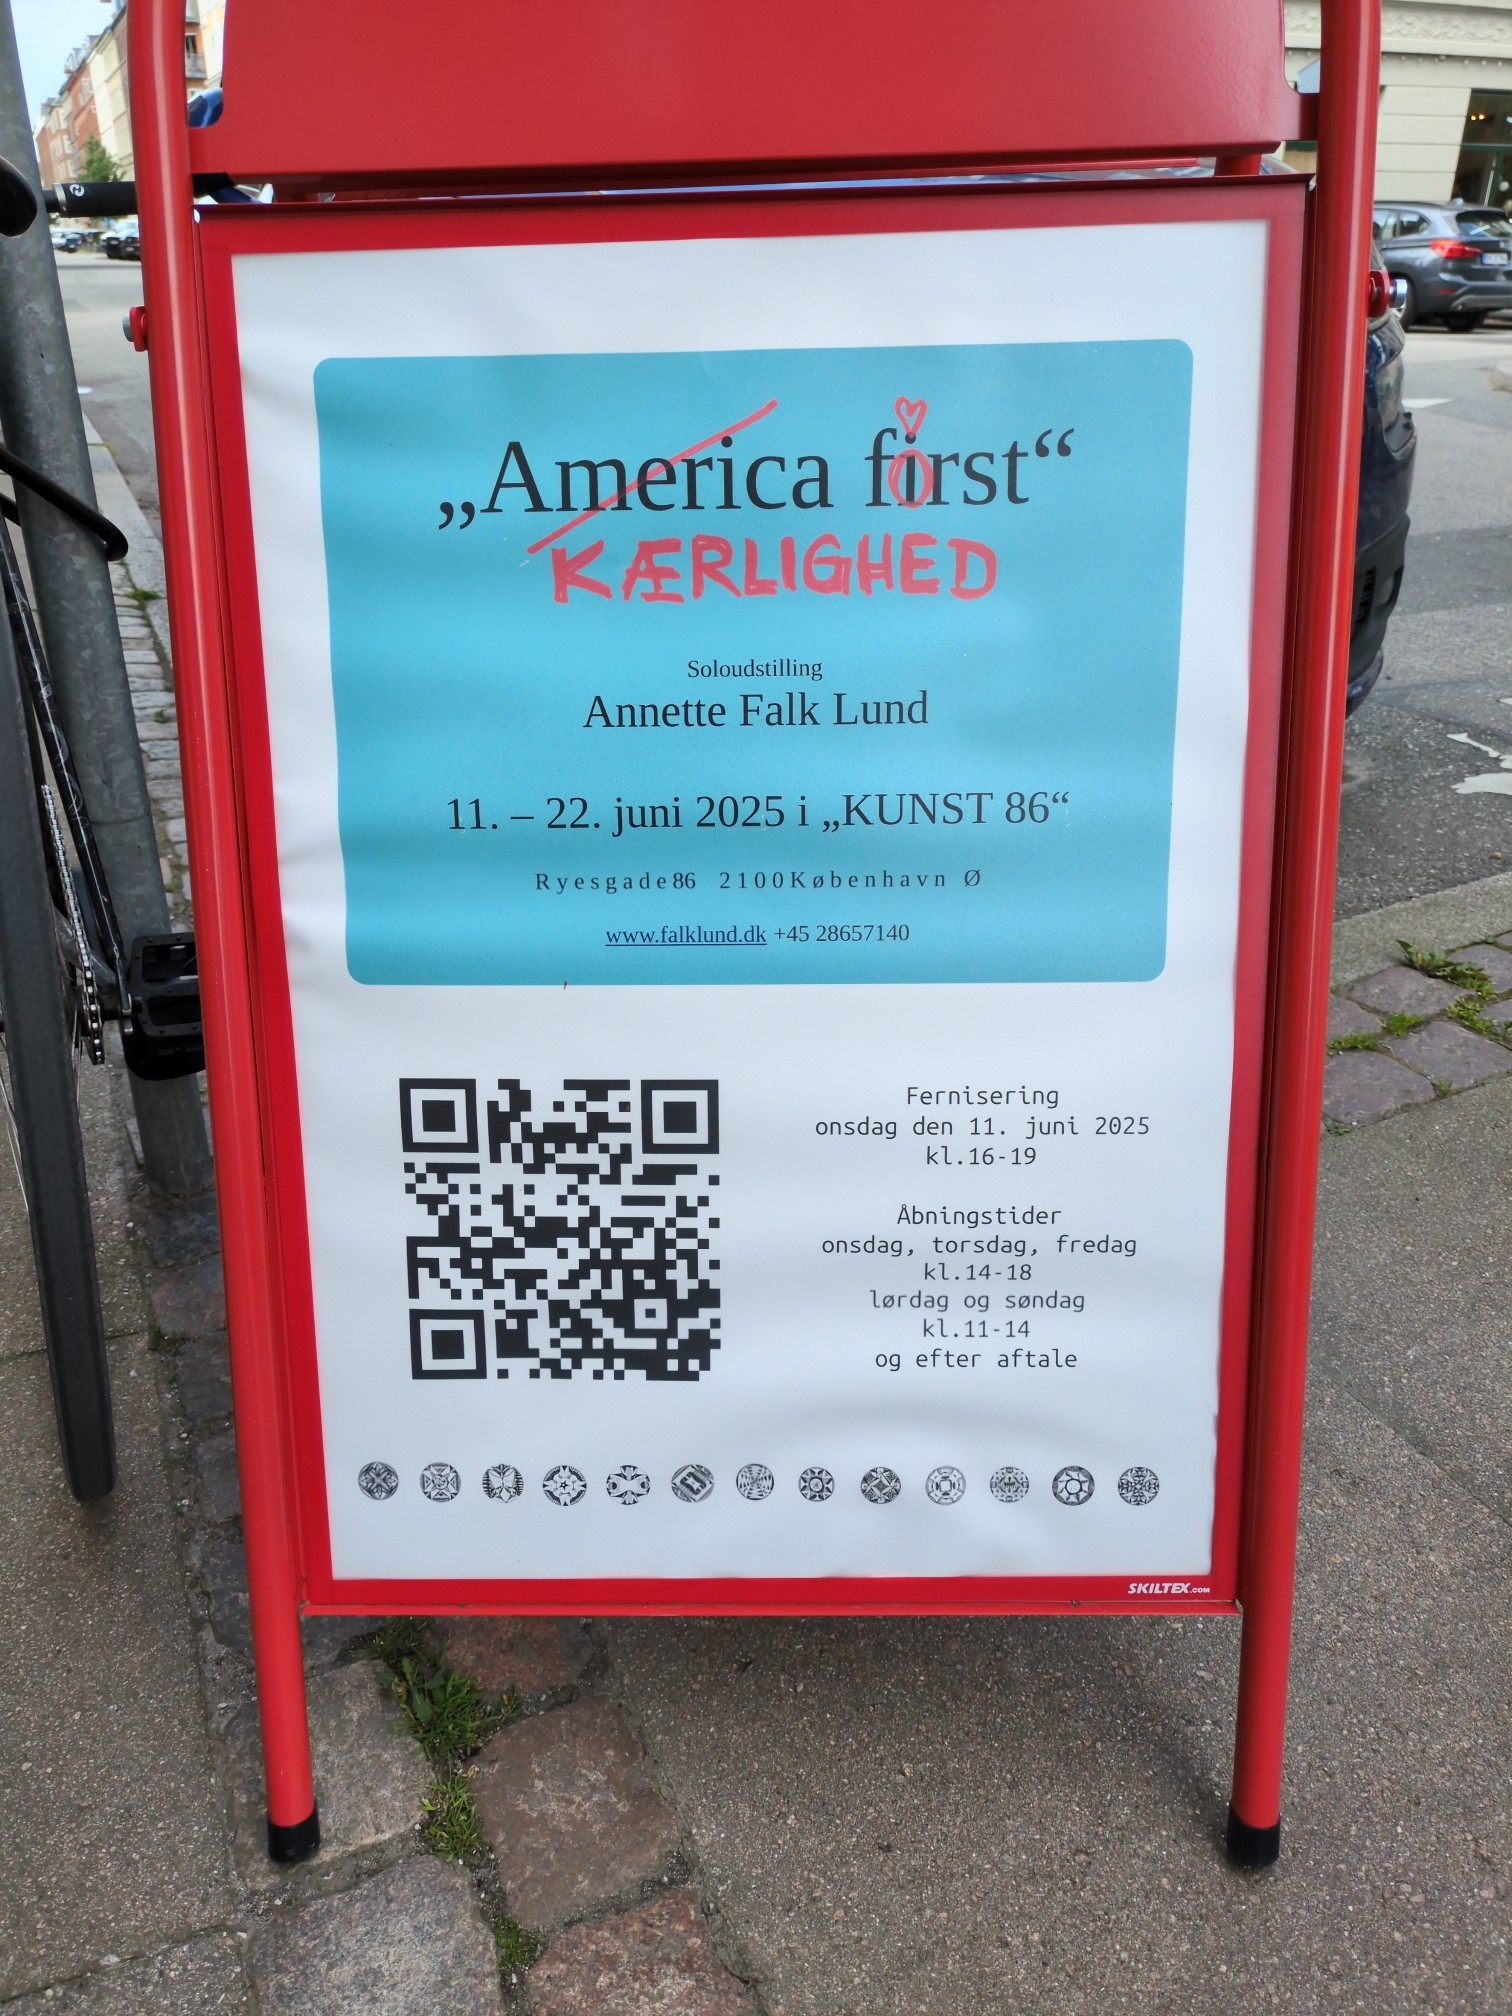 „America first“
KÆRLIGHED
Soloudstilling
Annette Falk Lund
11. – 22. juni 2025 i „KUNST 86“
Ryesgade86 2100København Ø
www.falklund.dk +45 28657140
Fernisering
onsdag den 11. juni 2025
kl.16-19
Åbningstider
onsdag, torsdag, fredag
kl.14-18
lørdag og søndag
kl.11-14
og efter aftale
SKILTEX.COM